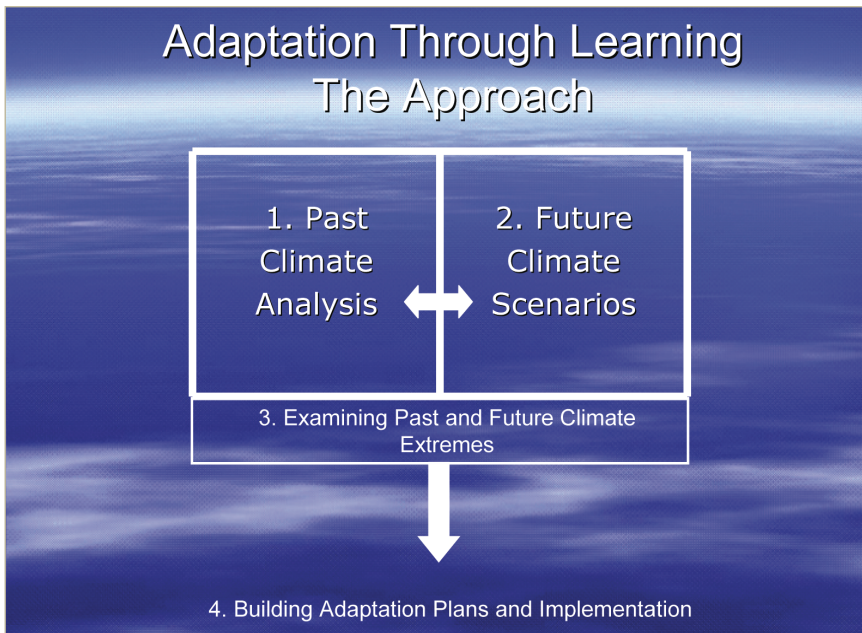 Adaptation Through Learning
The Approach
1. Past
Climate
Analysis
2. Future
Climate
Scenarios
3. Examining Past and Future Climate
Extremes
4. Building Adaptation Plans and Implementation